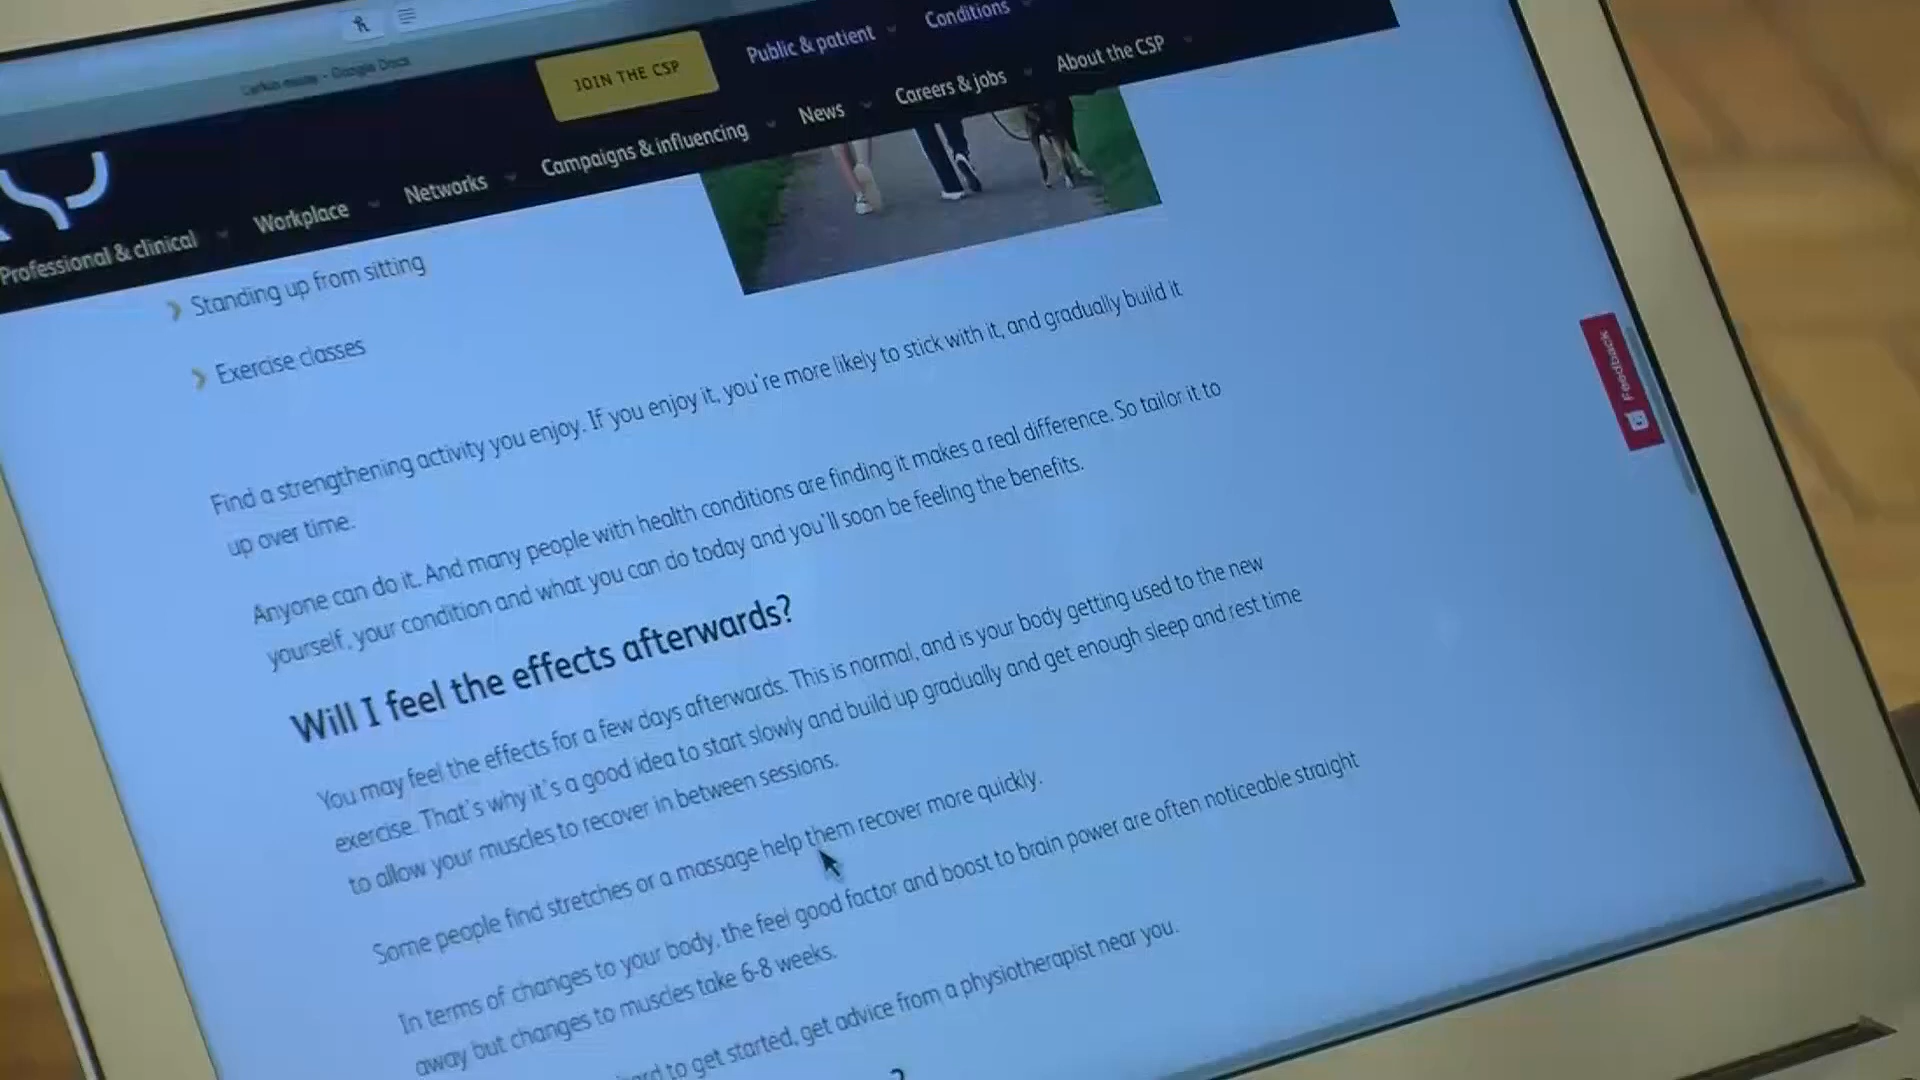 - Google Docs
JOIN THE CSP
Public & patient
Conditions
Professional & clinical
Workplace
Networks
Campaigns & influencing
News
Careers & jobs
About the CSP
Standing up from sitting
Exercise classes
Find a strengthening activity you enjoy. If you enjoy it, you're more likely to stick with it, and gradually build it
up over time.
Anyone can do it. And many people with health conditions are finding it makes a real difference. So tailor it to
yourself, your condition and what you can do today and you'll soon be feeling the benefits.
Will I feel the effects afterwards?
You may feel the effects for a few days afterwards. This is normal, and is your body getting used to the new
exercise. That's why it's a good idea to start slowly and build up gradually and get enough sleep and rest time
to allow your muscles to recover in between sessions.
Some people find stretches or a massage help them recover more quickly.
In terms of changes to your body, the feel good factor and boost to brain power are often noticeable straight
away but changes to muscles take 6-8 weeks.
to get started, get advice from a physiotherapist near you.
?
Feedback